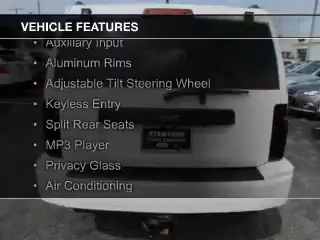 VEHICLE FEATURES
• Auxiliary Input
• Aluminum Rims
• Adjustable Tilt Steering Wheel
• Keyless Entry
• Split Rear Seats
• MP3 Player
• Privacy Glass
• Air Conditioning